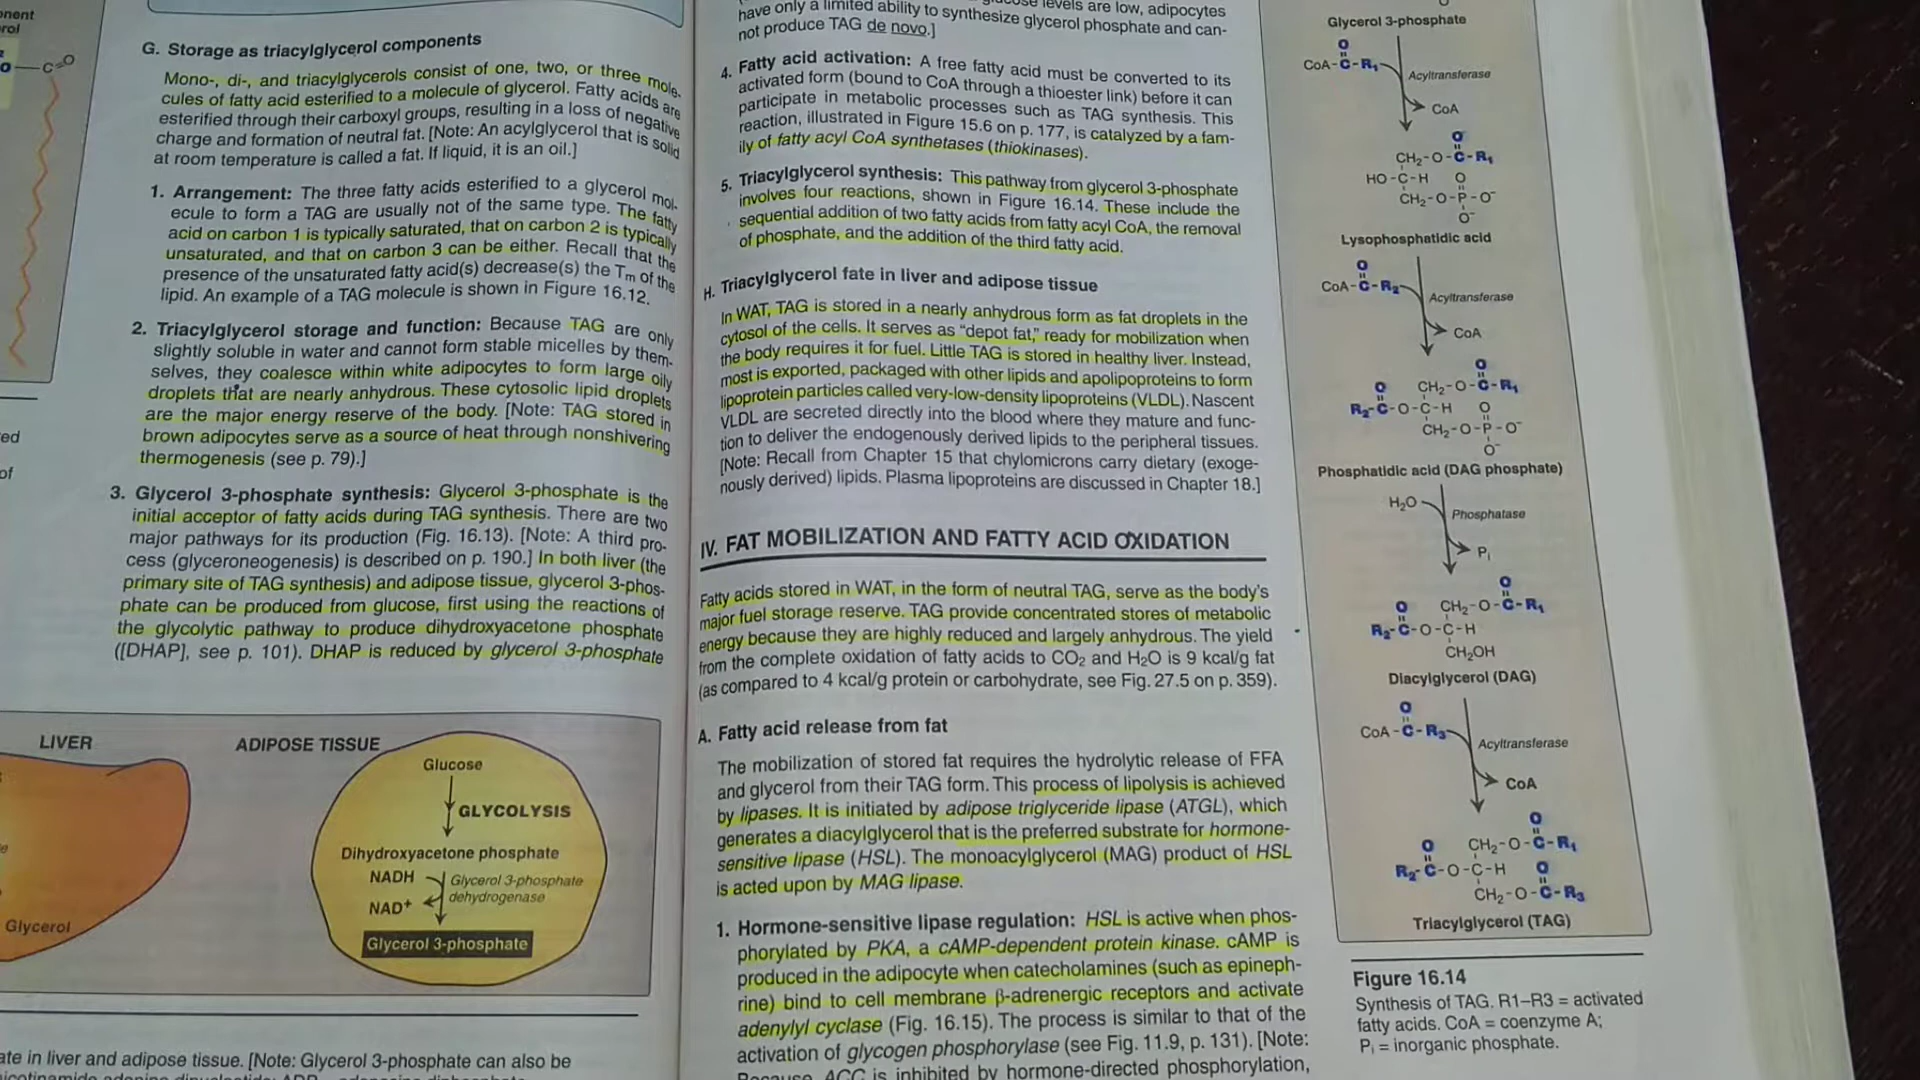 G. Storage as triacylglycerol components
Mono-, di-, and triacylglycerols consist of one, two, or three mole-
cules of fatty acid esterified to a molecule of glycerol. Fatty acids are
esterified through their carboxyl groups, resulting in a loss of negative
charge and formation of neutral fat. [Note: An acylglycerol that is solid
at room temperature is called a fat. If liquid, it is an oil.]
1. Arrangement: The three fatty acids esterified to a glycerol mol-
ecule to form a TAG are usually not of the same type. The fatty
acid on carbon 1 is typically saturated, that on carbon 2 is typically
unsaturated, and that on carbon 3 can be either. Recall that the
presence of the unsaturated fatty acid(s) decrease(s) the Tm of the
lipid. An example of a TAG molecule is shown in Figure 16.12.
2. Triacylglycerol storage and function: Because TAG are only
slightly soluble in water and cannot form stable micelles by them-
selves, they coalesce within white adipocytes to form large oily
droplets that are nearly anhydrous. These cytosolic lipid droplets
are the major energy reserve of the body. [Note: TAG stored in
brown adipocytes serve as a source of heat through nonshivering
thermogenesis (see p. 79).]
3. Glycerol 3-phosphate synthesis: Glycerol 3-phosphate is the
initial acceptor of fatty acids during TAG synthesis. There are two
major pathways for its production (Fig. 16.13). [Note: A third pro-
cess (glyceroneogenesis) is described on p. 190.] In both liver (the
primary site of TAG synthesis) and adipose tissue, glycerol 3-phos-
phate can be produced from glucose, first using the reactions of
the glycolytic pathway to produce dihydroxyacetone phosphate
([DHAP], see p. 101). DHAP is reduced by glycerol 3-phosphate
LIVER
Glycerol
ADIPOSE TISSUE
Glucose
GLYCOLYSIS
Dihydroxyacetone phosphate
NADH
Glycerol 3-phosphate
dehydrogenase
NAD+
Glycerol 3-phosphate
ate in liver and adipose tissue. [Note: Glycerol 3-phosphate can also be
have only a limited ability to synthesize glycerol phosphate and can-
not produce TAG de novo.]
4. Fatty acid activation: A free fatty acid must be converted to its
activated form (bound to CoA through a thioester link) before it can
participate in metabolic processes such as TAG synthesis. This
reaction, illustrated in Figure 15.6 on p. 177, is catalyzed by a fam-
ily of fatty acyl CoA synthetases (thiokinases).
5. Triacylglycerol synthesis: This pathway from glycerol 3-phosphate
involves four reactions, shown in Figure 16.14. These include the
sequential addition of two fatty acids from fatty acyl CoA, the removal
of phosphate, and the addition of the third fatty acid.
H. Triacylglycerol fate in liver and adipose tissue
In WAT, TAG is stored in a nearly anhydrous form as fat droplets in the
cytosol of the cells. It serves as “depot fat,” ready for mobilization when
the body requires it for fuel. Little TAG is stored in healthy liver. Instead,
most is exported, packaged with other lipids and apolipoproteins to form
lipoprotein particles called very-low-density lipoproteins (VLDL). Nascent
VLDL are secreted directly into the blood where they mature and func-
tion to deliver the endogenously derived lipids to the peripheral tissues.
[Note: Recall from Chapter 15 that chylomicrons carry dietary (exoge-
nously derived) lipids. Plasma lipoproteins are discussed in Chapter 18.]
IV. FAT MOBILIZATION AND FATTY ACID OXIDATION
Fatty acids stored in WAT, in the form of neutral TAG, serve as the body's
major fuel storage reserve. TAG provide concentrated stores of metabolic
energy because they are highly reduced and largely anhydrous. The yield
from the complete oxidation of fatty acids to CO2 and H2O is 9 kcal/g fat
(as compared to 4 kcal/g protein or carbohydrate, see Fig. 27.5 on p. 359).
A. Fatty acid release from fat
The mobilization of stored fat requires the hydrolytic release of FFA
and glycerol from their TAG form. This process of lipolysis is achieved
by lipases. It is initiated by adipose triglyceride lipase (ATGL), which
generates a diacylglycerol that is the preferred substrate for hormone-
sensitive lipase (HSL). The monoacylglycerol (MAG) product of HSL
is acted upon by MAG lipase.
1. Hormone-sensitive lipase regulation: HSL is active when phos-
phorylated by PKA, a cAMP-dependent protein kinase. cAMP is
produced in the adipocyte when catecholamines (such as epineph-
rine) bind to cell membrane β-adrenergic receptors and activate
adenylyl cyclase (Fig. 16.15). The process is similar to that of the
activation of glycogen phosphorylase (see Fig. 11.9, p. 131). [Note:
Because ACC is inhibited by hormone-directed phosphorylation,
Glycerol 3-phosphate
O
CoA-C-R1
Acyltransferase
CoA
O
CH2-O-C-R1
HO-C-H O
CH2-O-P-O-
O-
Lysophosphatidic acid
O
CoA-C-R2
Acyltransferase
CoA
O
O CH2-O-C-R1
R2-C-O-C-H O
CH2-O-P-O-
O-
Phosphatidic acid (DAG phosphate)
H2O
Phosphatase
Pi
O
O CH2-O-C-R1
R2-C-O-C-H
CH2OH
Diacylglycerol (DAG)
O
CoA-C-R3
Acyltransferase
CoA
O
O CH2-O-C-R1
R2-C-O-C-H O
CH2-O-C-R3
Triacylglycerol (TAG)
Figure 16.14
Synthesis of TAG. R1–R3 = activated
fatty acids. CoA = coenzyme A;
Pi = inorganic phosphate.